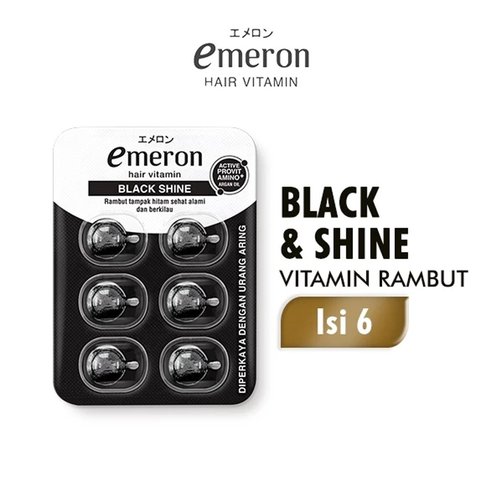 エメロン
emeron
HAIR VITAMIN
エメロン
emeron
hair vitamin
BLACK SHINE
Rambut tampak hitam sehat alami
dan berkilau
ACTIVE
PROVIT
AMINO+
ARGAN OIL
DIPERKAYA DENGAN URANG ARING
BLACK
& SHINE
VITAMIN RAMBUT
Isi 6